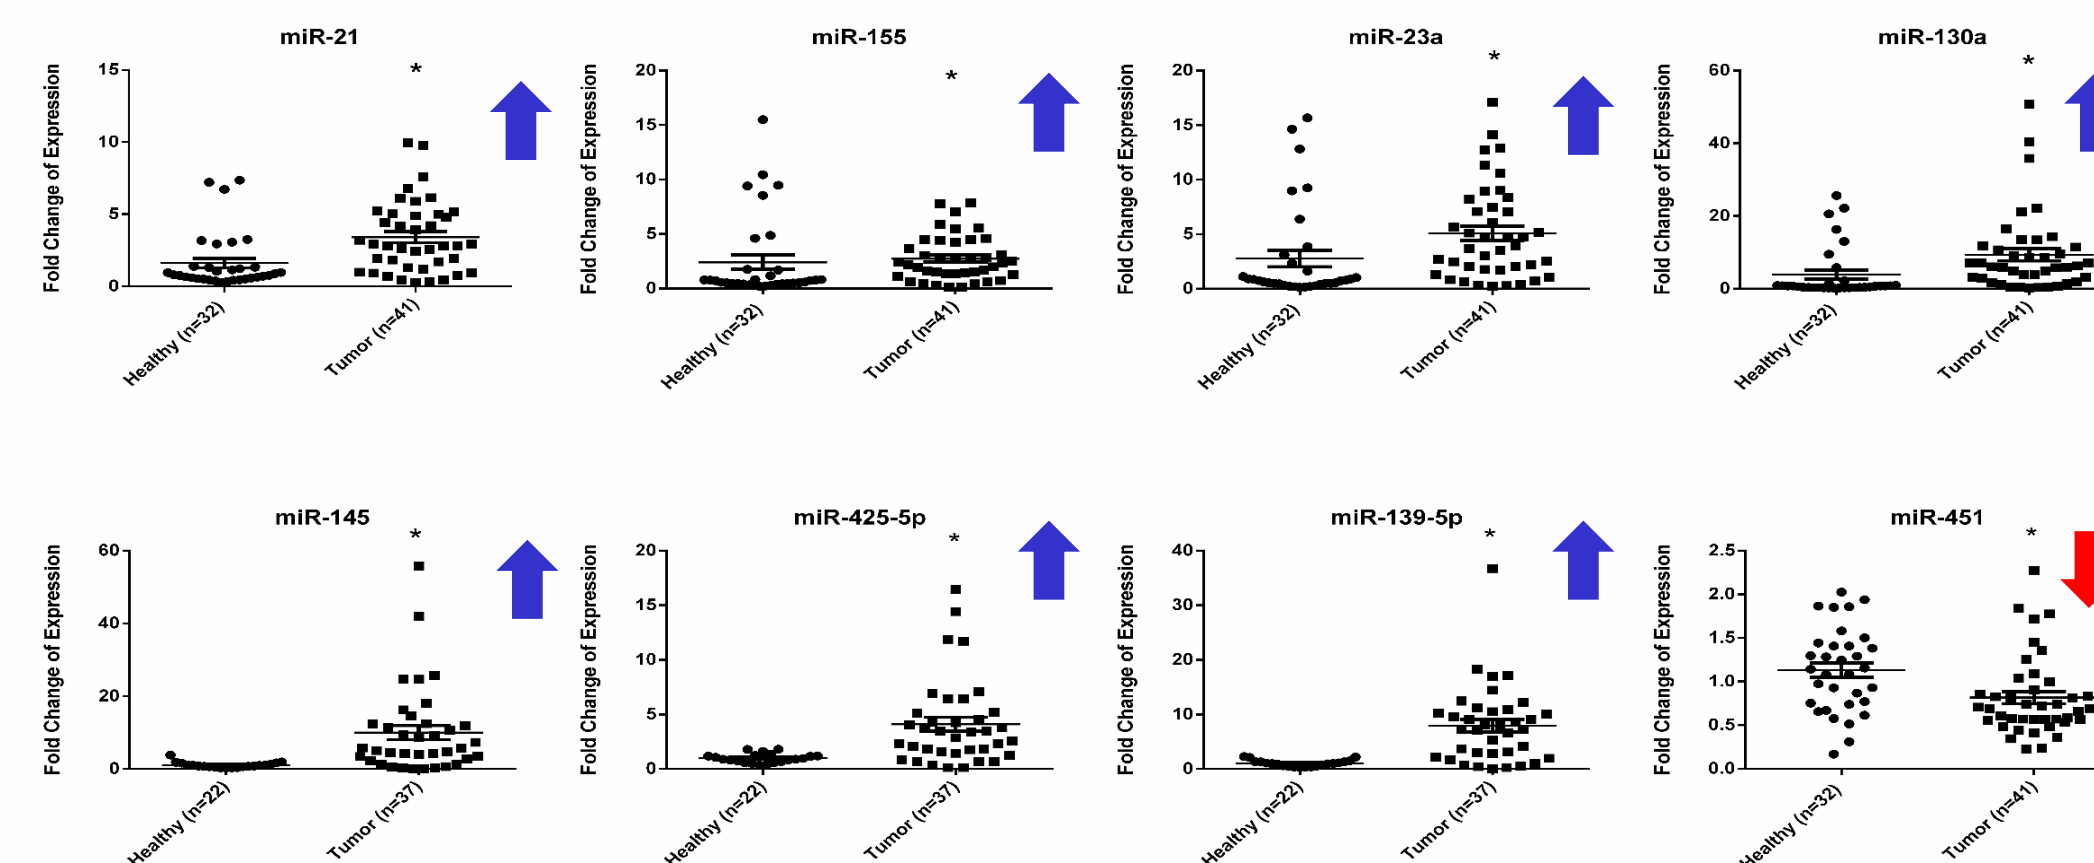 miR-21
miR-155
miR-23a
miR-130a
Fold Change of Expression
15
10
5
0
*
Healthy (n=32)
Tumor (n=41)
Fold Change of Expression
20
15
10
5
0
*
Healthy (n=32)
Tumor (n=41)
Fold Change of Expression
20
15
10
5
0
*
Healthy (n=32)
Tumor (n=41)
Fold Change of Expression
60
40
20
0
*
Healthy (n=32)
Tumor (n=41)
miR-145
miR-425-5p
miR-139-5p
miR-451
Fold Change of Expression
60
40
20
0
*
Healthy (n=22)
Tumor (n=37)
Fold Change of Expression
20
15
10
5
0
*
Healthy (n=22)
Tumor (n=37)
Fold Change of Expression
40
30
20
10
0
*
Healthy (n=22)
Tumor (n=37)
Fold Change of Expression
2.5
2.0
1.5
1.0
0.5
0.0
*
Healthy (n=32)
Tumor (n=41)